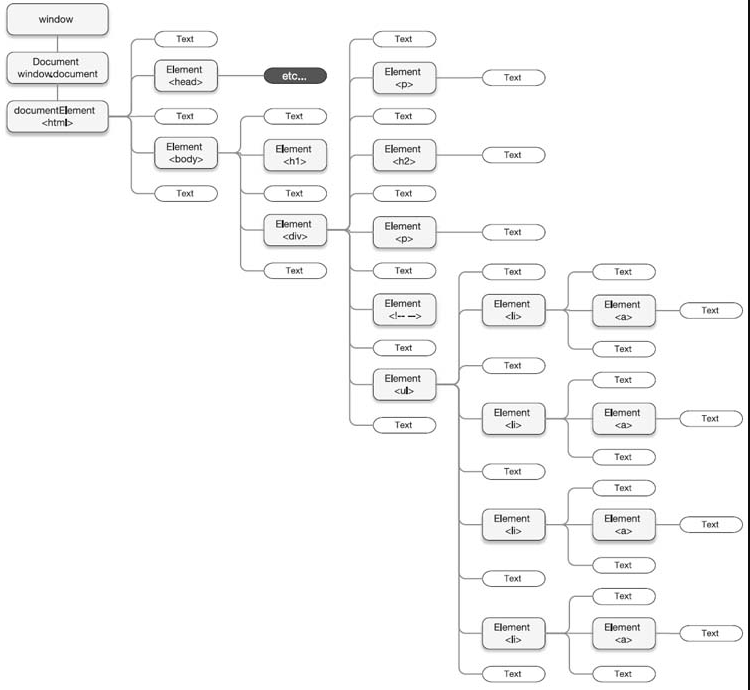 window
Document
window.document
documentElement
<html>
Text
Element
<head>
etc...
Text
Element
<body>
Text
Text
Element
<h1>
Text
Element
<div>
Text
Text
Element
<p>
Text
Text
Element
<h2>
Text
Text
Element
<p>
Text
Text
Element
<!-- -->
Text
Element
<ul>
Text
Text
Element
<li>
Text
Element
<a>
Text
Text
Text
Element
<li>
Text
Element
<a>
Text
Text
Text
Element
<li>
Text
Element
<a>
Text
Text
Text
Element
<li>
Text
Element
<a>
Text
Text
Text